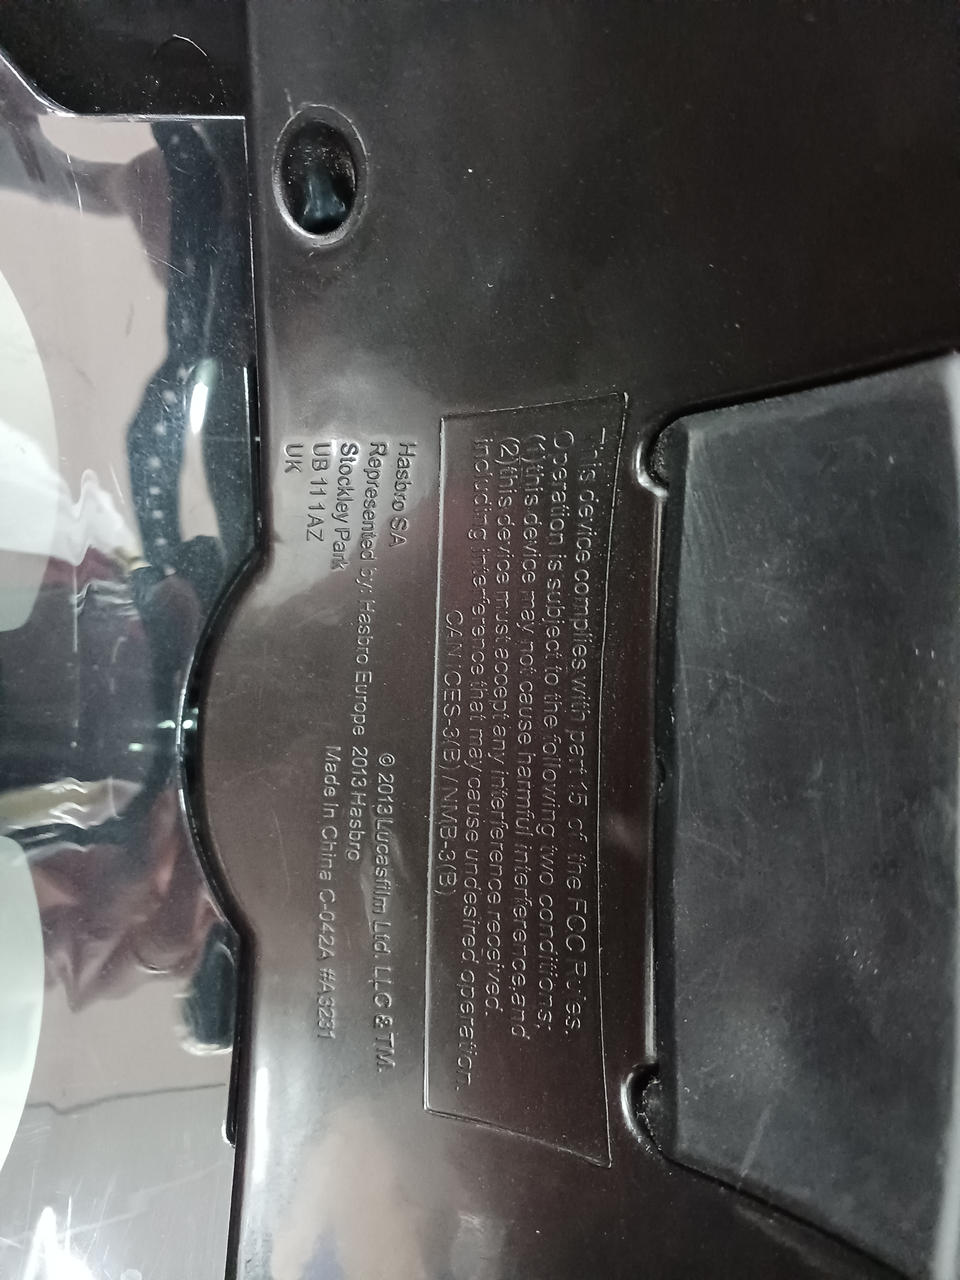 This device complies with part 15 of the FCC Rules.
Operation is subject to the following two conditions:
(1) this device may not cause harmful interference,and
(2) this device must accept any interference received,
including interference that may cause undesired operation.
CAN ICES-3(B) / NMB-3(B)
Hasbro SA
Represented by: Hasbro Europe
Stockley Park
UB 11 1AZ
UK
© 2013 Lucasfilm Ltd. LLC & TM.
2013 Hasbro
Made In China C-042A #A3231